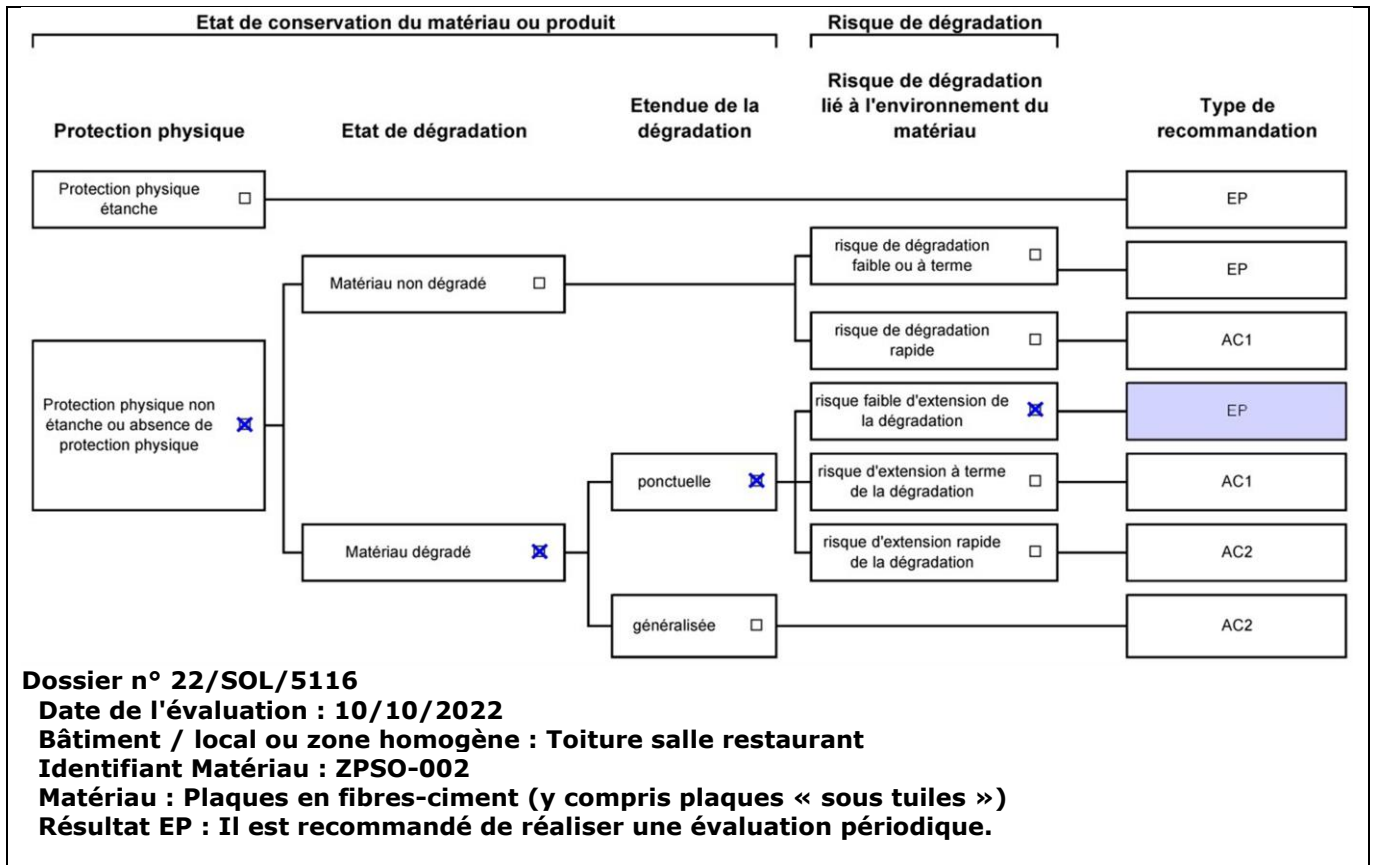 Etat de conservation du matériau ou produit
Risque de dégradation
Protection physique
Etat de dégradation
Etendue de la
dégradation
Risque de dégradation
lié à l'environnement du
matériau
Type de
recommandation
Protection physique
étanche
EP
risque de dégradation
faible ou à terme
EP
Matériau non dégradé
risque de dégradation
rapide
AC1
Protection physique non
étanche ou absence de
protection physique
risque faible d'extension de
la dégradation
EP
ponctuelle
risque d'extension à terme
de la dégradation
AC1
Matériau dégradé
risque d'extension rapide
de la dégradation
AC2
généralisée
AC2
Dossier n° 22/SOL/5116
Date de l'évaluation : 10/10/2022
Bâtiment / local ou zone homogène : Toiture salle restaurant
Identifiant Matériau : ZPSO-002
Matériau : Plaques en fibres-ciment (y compris plaques « sous tuiles »)
Résultat EP : Il est recommandé de réaliser une évaluation périodique.